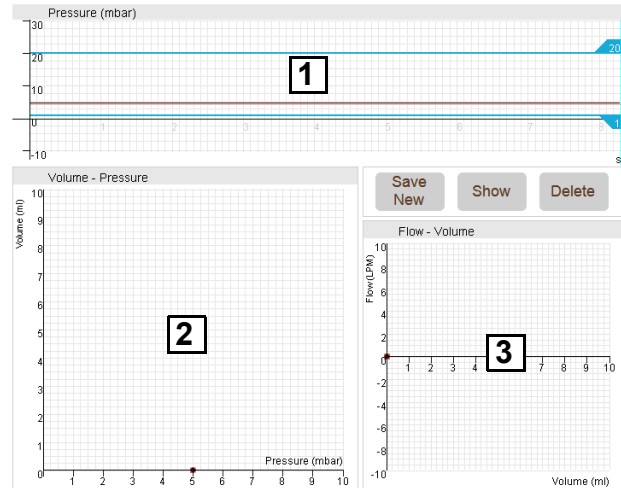 Pressure (mbar)
30
20
20
1
10
0
1 2 3 4 5 6 7 8
1
-10
s
Volume - Pressure
Save New
Show
Delete
Volume (ml)
10
9
8
7
6
5
4
3
2
1
0
2
Pressure (mbar)
1 2 3 4 5 6 7 8 9 10
Flow - Volume
Flow (LPM)
10
8
6
4
2
0
-2
-4
-6
-8
-10
3
1 2 3 4 7 8 9 10
Volume (ml)